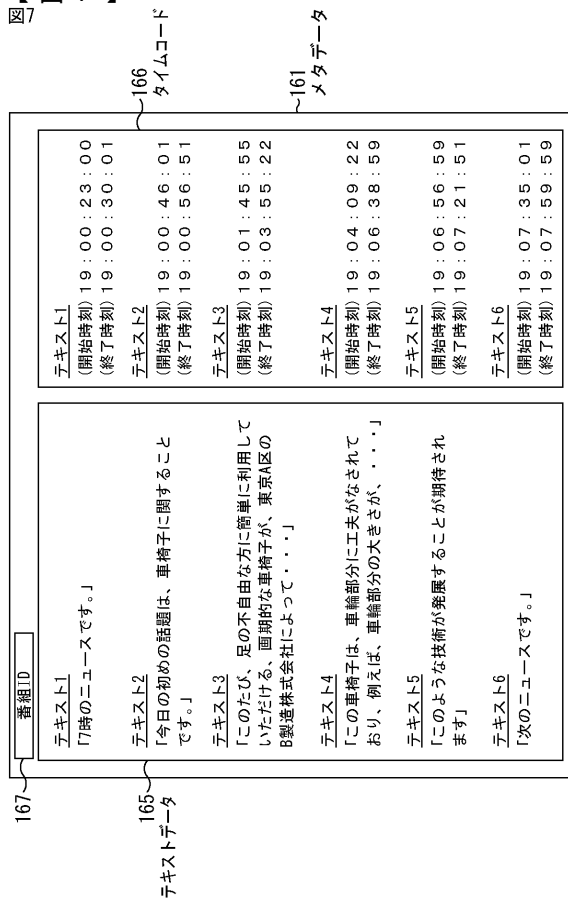 図7
167
番組ID
165
テキストデータ
テキスト1
「7時のニュースです。」
テキスト2
「今日の初めの話題は、車椅子に関すること
です。」
テキスト3
「このたび、足の不自由な方に簡単に利用して
いただける、画期的な車椅子が、東京A区の
B製造株式会社によって・・・」
テキスト4
「この車椅子は、車輪部分に工夫がなされて
おり、例えば、車輪部分の大きさが、・・・」
テキスト5
「このような技術が発展することが期待され
ます」
テキスト6
「次のニュースです。」
166
タイムコード
テキスト1
(開始時刻) 19:00:23:00
(終了時刻) 19:00:30:01
テキスト2
(開始時刻) 19:00:46:01
(終了時刻) 19:00:56:51
テキスト3
(開始時刻) 19:01:45:55
(終了時刻) 19:03:55:22
テキスト4
(開始時刻) 19:04:09:22
(終了時刻) 19:06:38:59
テキスト5
(開始時刻) 19:06:56:59
(終了時刻) 19:07:21:51
テキスト6
(開始時刻) 19:07:35:01
(終了時刻) 19:07:59:59
161
メタデータ